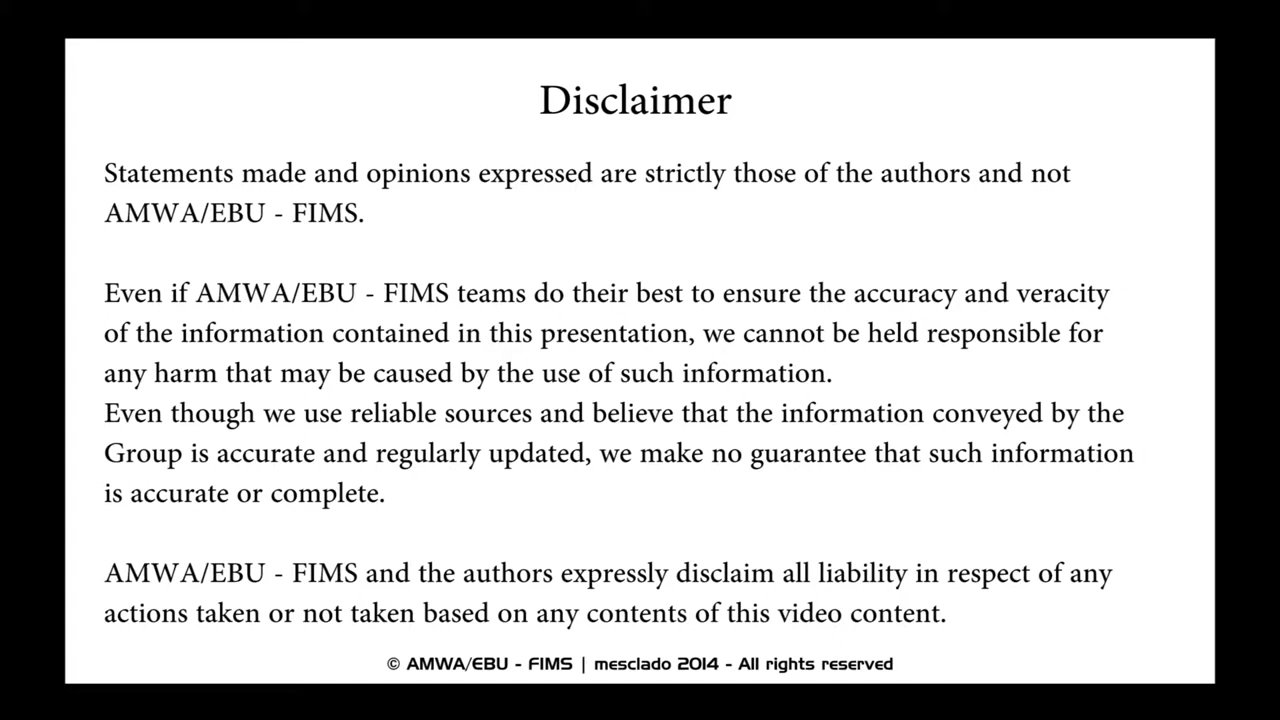 Disclaimer
Statements made and opinions expressed are strictly those of the authors and not
AMWA/EBU - FIMS.
Even if AMWA/EBU - FIMS teams do their best to ensure the accuracy and veracity
of the information contained in this presentation, we cannot be held responsible for
any harm that may be caused by the use of such information.
Even though we use reliable sources and believe that the information conveyed by the
Group is accurate and regularly updated, we make no guarantee that such information
is accurate or complete.
AMWA/EBU - FIMS and the authors expressly disclaim all liability in respect of any
actions taken or not taken based on any contents of this video content.
© AMWA/EBU - FIMS | mesclado 2014 - All rights reserved